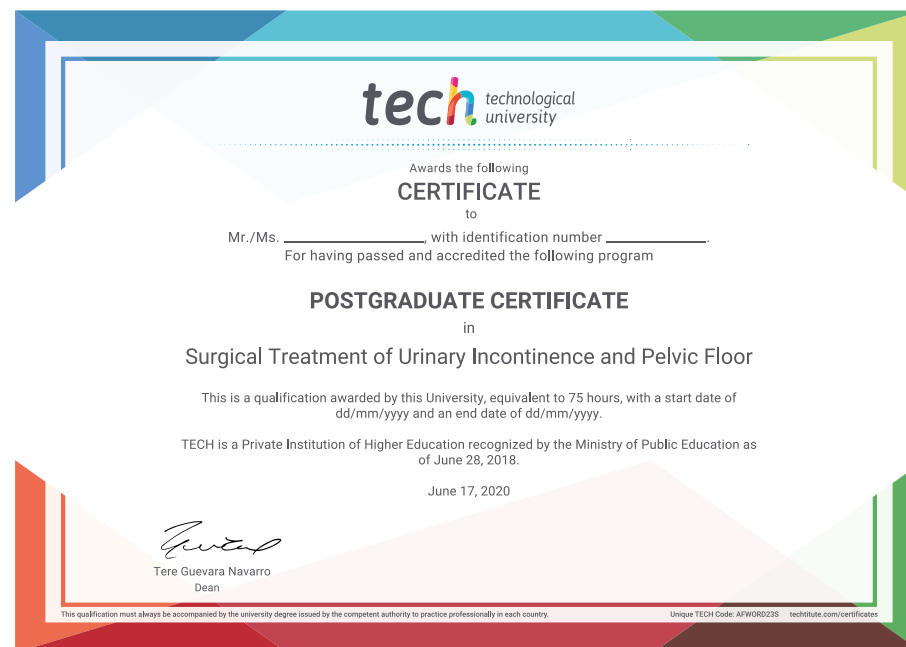 tech technological
university
Awards the following
CERTIFICATE
to
Mr./Ms. ____________________, with identification number ______________.
For having passed and accredited the following program
POSTGRADUATE CERTIFICATE
in
Surgical Treatment of Urinary Incontinence and Pelvic Floor
This is a qualification awarded by this University, equivalent to 75 hours, with a start date of
dd/mm/yyyy and an end date of dd/mm/yyyy.
TECH is a Private Institution of Higher Education recognized by the Ministry of Public Education as
of June 28, 2018.
June 17, 2020
Tere Guevara Navarro
Dean
This qualification must always be accompanied by the university degree issued by the competent authority to practice professionally in each country.
Unique TECH Code: AFWORD23S techtitute.com/certificates